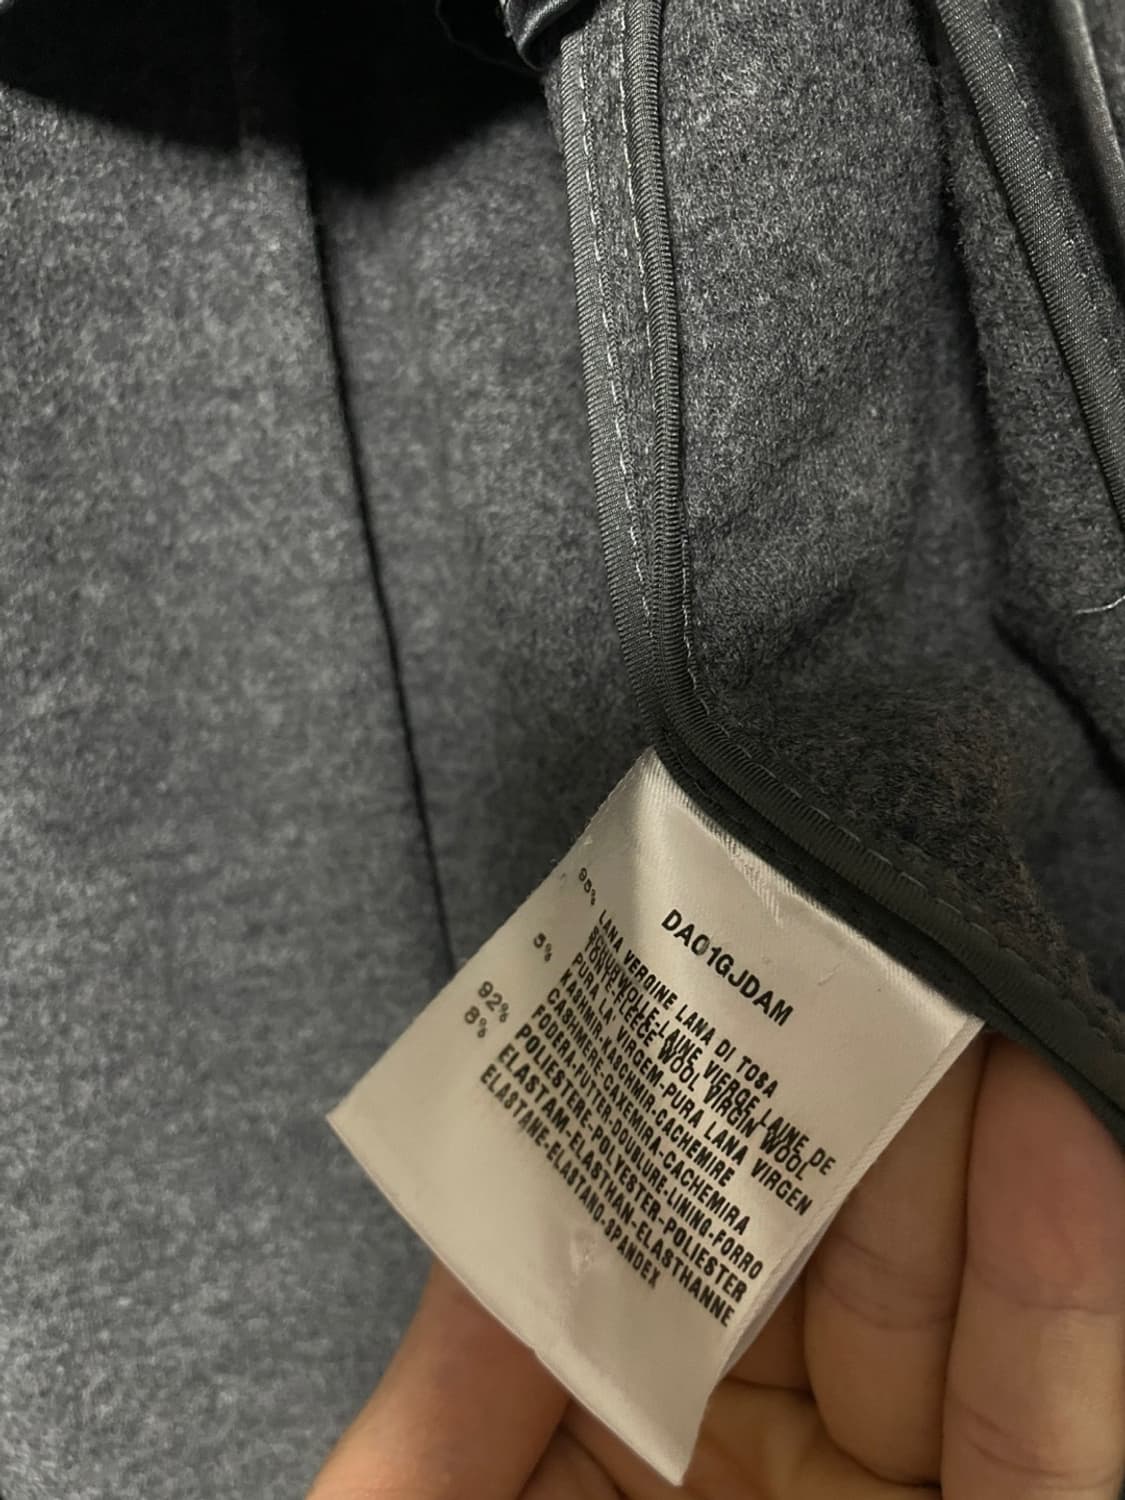 DA01GJDAM
95% LANA VERGINE LANA DI TOSA
SCHURWOLLE-LAINE VIERGE LAINE DE
TONTE-FLEECE WOOL VIRGIN WOOL
PURA LA' VIRGEM-PURA LANA VIRGEN
5% KASHMIR-KASCHMIR-CACHEMIRE
CASHMERE-CAXEMIRA-CACHEMIRA
FODERA-FUTTER-DOUBLURE-LINING-FORRO
92% POLIESTERE-POLYESTER-POLIESTER
8% ELASTAM-ELASTHAN-ELASTHANNE
ELASTANE-ELASTANO-SPANDEX